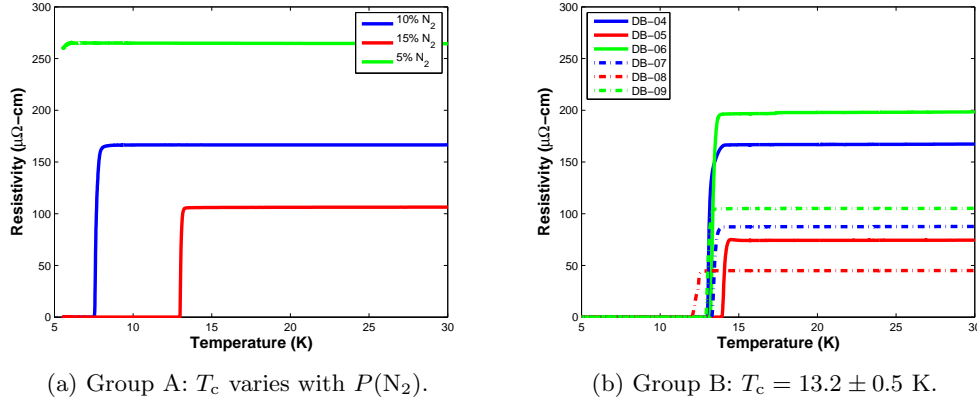 300
250
200
150
100
50
0
5 10 15 20 25 30
Resistivity (μΩ−cm)
Temperature (K)
10% N₂
15% N₂
5% N₂
(a) Group A: T_c varies with P(N₂).
300
250
200
150
100
50
0
5 10 15 20 25 30
Resistivity (μΩ−cm)
Temperature (K)
DB−04
DB−05
DB−06
DB−07
DB−08
DB−09
(b) Group B: T_c = 13.2 ± 0.5 K.